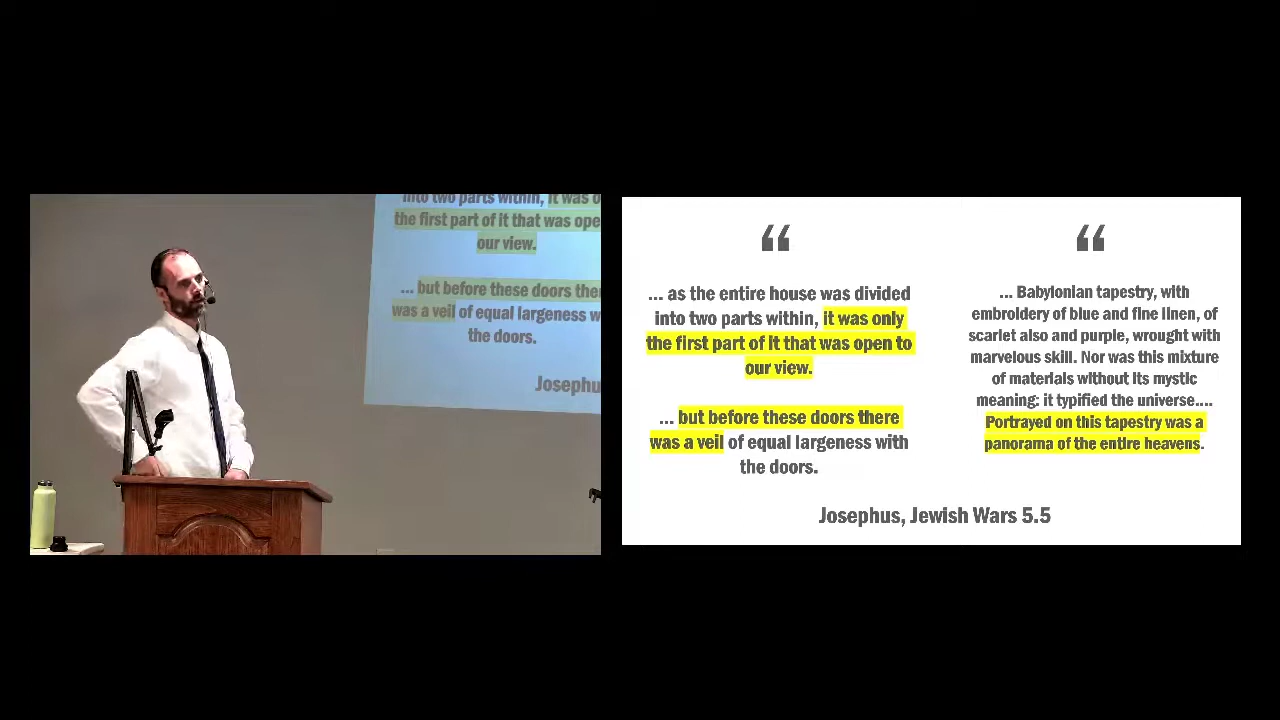 into two parts within, it was o
the first part of it that was ope
our view.
... but before these doors ther
was a veil of equal largeness w
the doors.
Josephu
“
... as the entire house was divided
into two parts within, it was only
the first part of it that was open to
our view.
... but before these doors there
was a veil of equal largeness with
the doors.
“
... Babylonian tapestry, with
embroidery of blue and fine linen, of
scarlet also and purple, wrought with
marvelous skill. Nor was this mixture
of materials without its mystic
meaning: it typified the universe....
Portrayed on this tapestry was a
panorama of the entire heavens.
Josephus, Jewish Wars 5.5